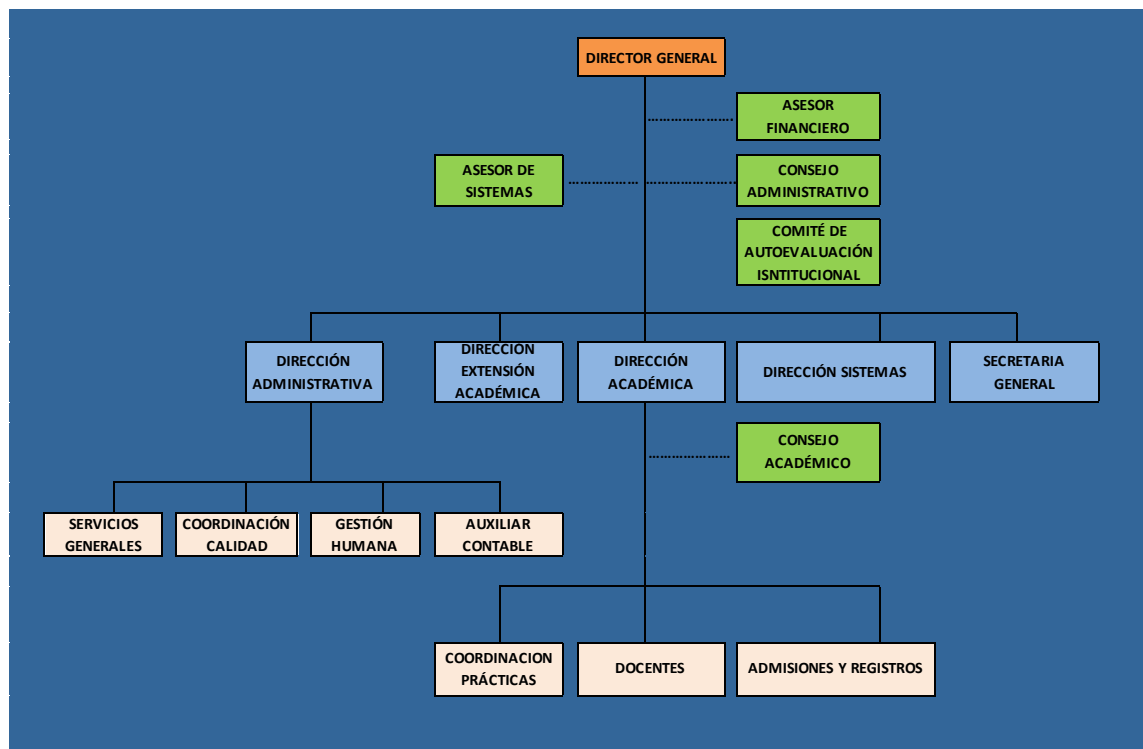 DIRECTOR GENERAL
ASESOR
FINANCIERO
ASESOR DE
SISTEMAS
CONSEJO
ADMINISTRATIVO
COMITÉ DE
AUTOEVALUACIÓN
ISNTITUCIONAL
DIRECCIÓN
ADMINISTRATIVA
DIRECCION
EXTENSIÓN
ACADÉMICA
DIRECCIÓN
ACADÉMICA
DIRECCIÓN SISTEMAS
SECRETARIA
GENERAL
CONSEJO
ACADÉMICO
SERVICIOS
GENERALES
COORDINACIÓN
CALIDAD
GESTIÓN
HUMANA
AUXILIAR
CONTABLE
COORDINACION
PRÁCTICAS
DOCENTES
ADMISIONES Y REGISTROS